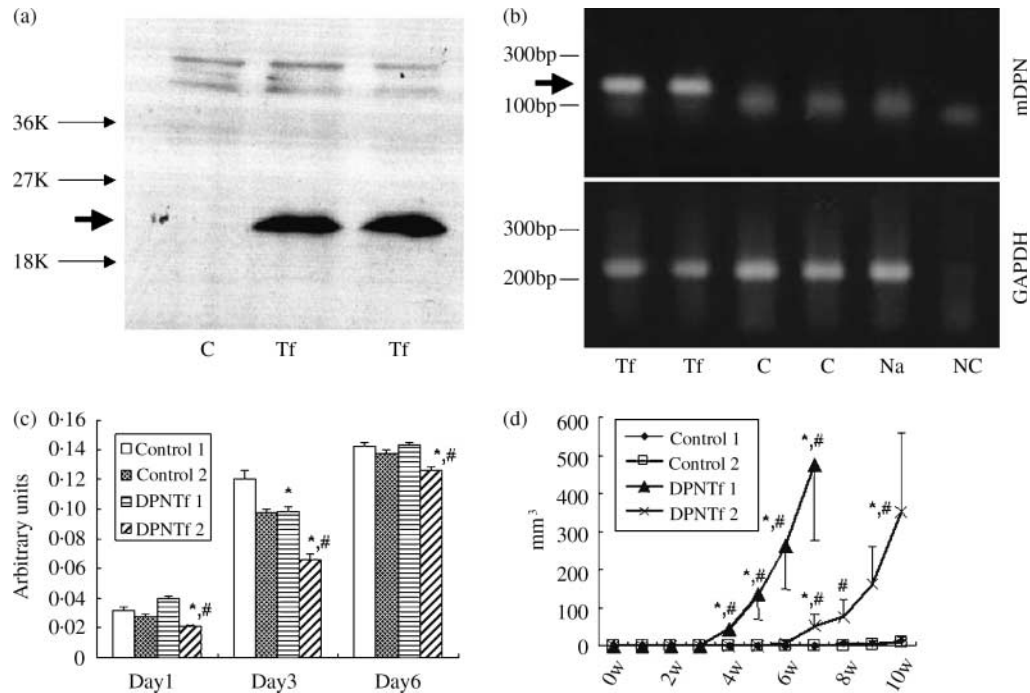 (a)
36K
27K
18K
C Tf Tf
(b)
300bp
100bp
mDPN
300bp
200bp
GAPDH
Tf Tf C C Na NC
(c)
Arbitrary units
0·16
0·14
0·12
0·10
0·08
0·06
0·04
0·02
0
Control 1
Control 2
DPNTf 1
DPNTf 2
*,#
*
*,#
*,#
Day1 Day3 Day6
(d)
mm3
600
500
400
300
200
100
0
Control 1
Control 2
DPNTf 1
DPNTf 2
*,#
*,#
*,#
*,#
*,#
#
*,#
0w 2w 4w 6w 8w 10w